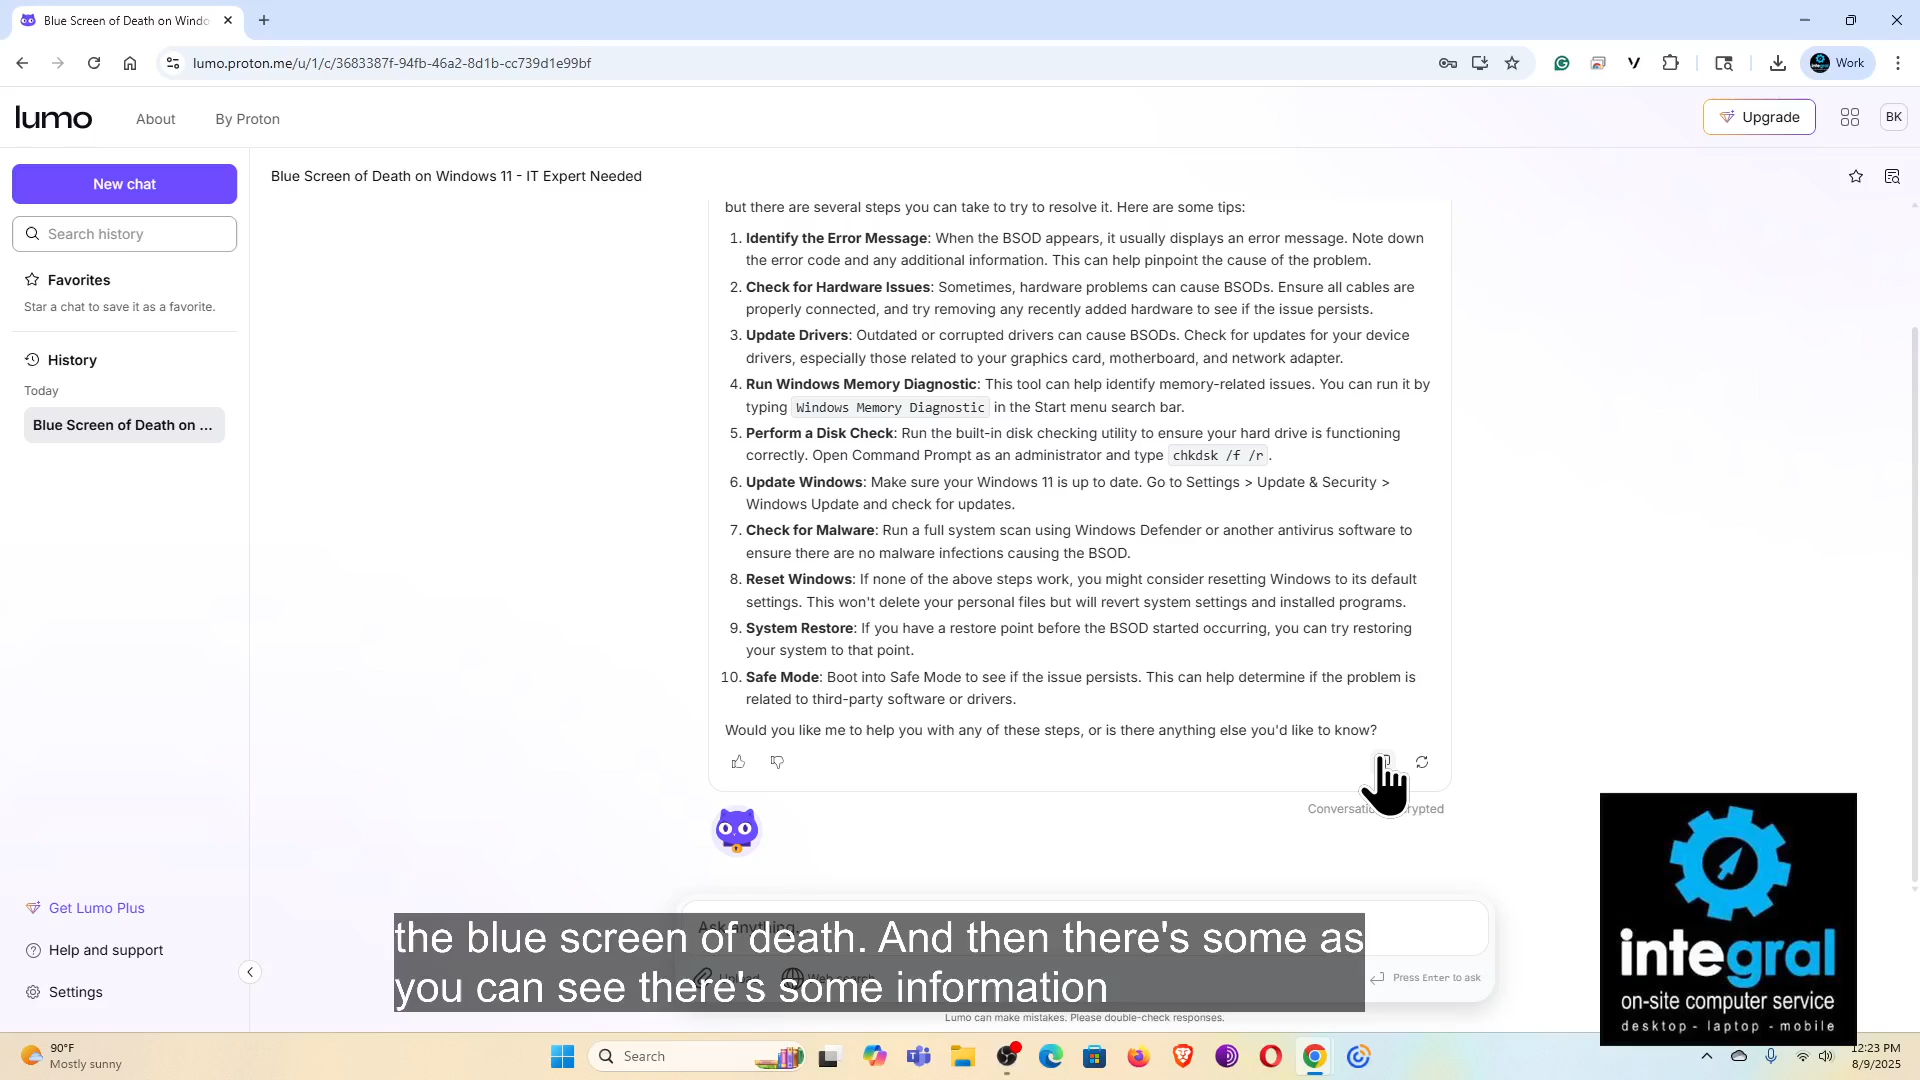 Blue Screen of Death on Windo
lumo.proton.me/u/1/c/3683387f-94fb-46a2-8d1b-cc739d1e99bf
Work
lumo
About
By Proton
Upgrade
BK
New chat
Search history
Favorites
Star a chat to save it as a favorite.
History
Today
Blue Screen of Death on ...
Blue Screen of Death on Windows 11 - IT Expert Needed
but there are several steps you can take to try to resolve it. Here are some tips:
1. Identify the Error Message: When the BSOD appears, it usually displays an error message. Note down
the error code and any additional information. This can help pinpoint the cause of the problem.
2. Check for Hardware Issues: Sometimes, hardware problems can cause BSODs. Ensure all cables are
properly connected, and try removing any recently added hardware to see if the issue persists.
3. Update Drivers: Outdated or corrupted drivers can cause BSODs. Check for updates for your device
drivers, especially those related to your graphics card, motherboard, and network adapter.
4. Run Windows Memory Diagnostic: This tool can help identify memory-related issues. You can run it by
typing Windows Memory Diagnostic in the Start menu search bar.
5. Perform a Disk Check: Run the built-in disk checking utility to ensure your hard drive is functioning
correctly. Open Command Prompt as an administrator and type chkdsk /f /r.
6. Update Windows: Make sure your Windows 11 is up to date. Go to Settings > Update & Security >
Windows Update and check for updates.
7. Check for Malware: Run a full system scan using Windows Defender or another antivirus software to
ensure there are no malware infections causing the BSOD.
8. Reset Windows: If none of the above steps work, you might consider resetting Windows to its default
settings. This won't delete your personal files but will revert system settings and installed programs.
9. System Restore: If you have a restore point before the BSOD started occurring, you can try restoring
your system to that point.
10. Safe Mode: Boot into Safe Mode to see if the issue persists. This can help determine if the problem is
related to third-party software or drivers.
Would you like me to help you with any of these steps, or is there anything else you'd like to know?
Get Lumo Plus
Help and support
Settings
the blue screen of death. And then there's some as
you can see there's some information
Press Enter to ask
Lumo can make mistakes. Please double-check responses.
integral
on-site computer service
desktop - laptop - mobile
90°F
Mostly sunny
Search
12:23 PM
8/9/2025